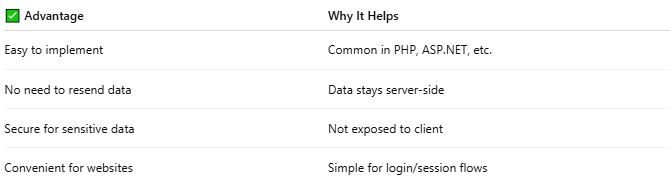 ✅ Advantage Why It Helps
Easy to implement Common in PHP, ASP.NET, etc.
No need to resend data Data stays server-side
Secure for sensitive data Not exposed to client
Convenient for websites Simple for login/session flows